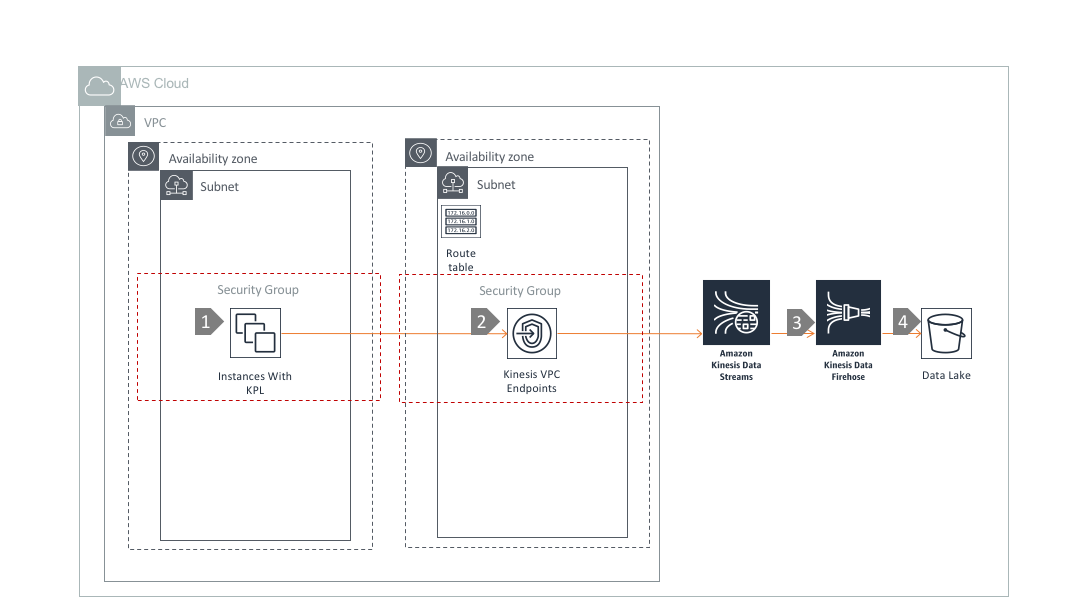 AWS Cloud
VPC
Availability zone
Subnet
Security Group
1
Instances With
KPL
Availability zone
Subnet
172.16.0.0
172.16.1.0
172.16.2.0
Route
table
Security Group
2
Kinesis VPC
Endpoints
Amazon
Kinesis Data
Streams
3
Amazon
Kinesis Data
Firehose
4
Data Lake